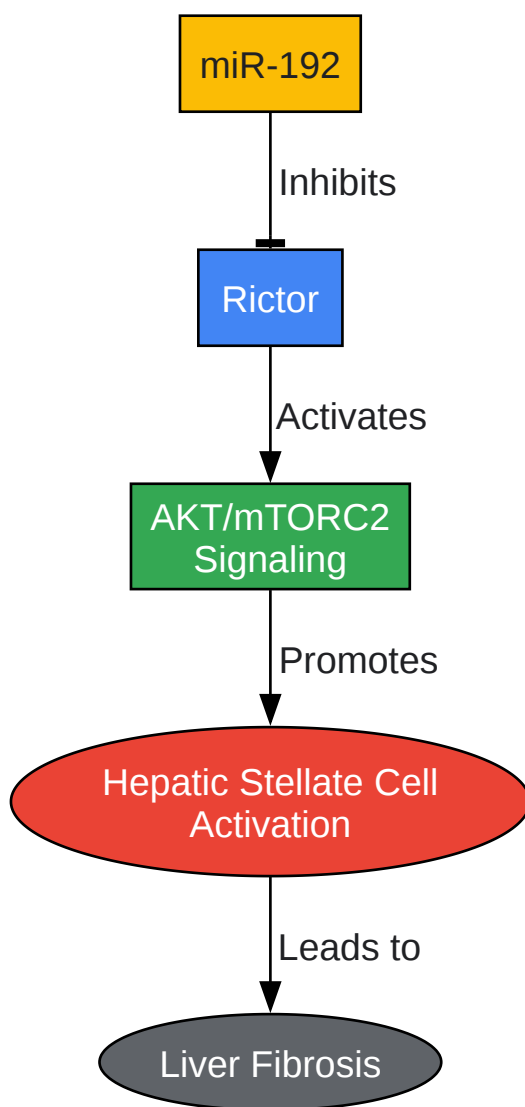 miR-192
Inhibits
Rictor
Activates
AKT/mTORC2
Signaling
Promotes
Hepatic Stellate Cell
Activation
Leads to
Liver Fibrosis